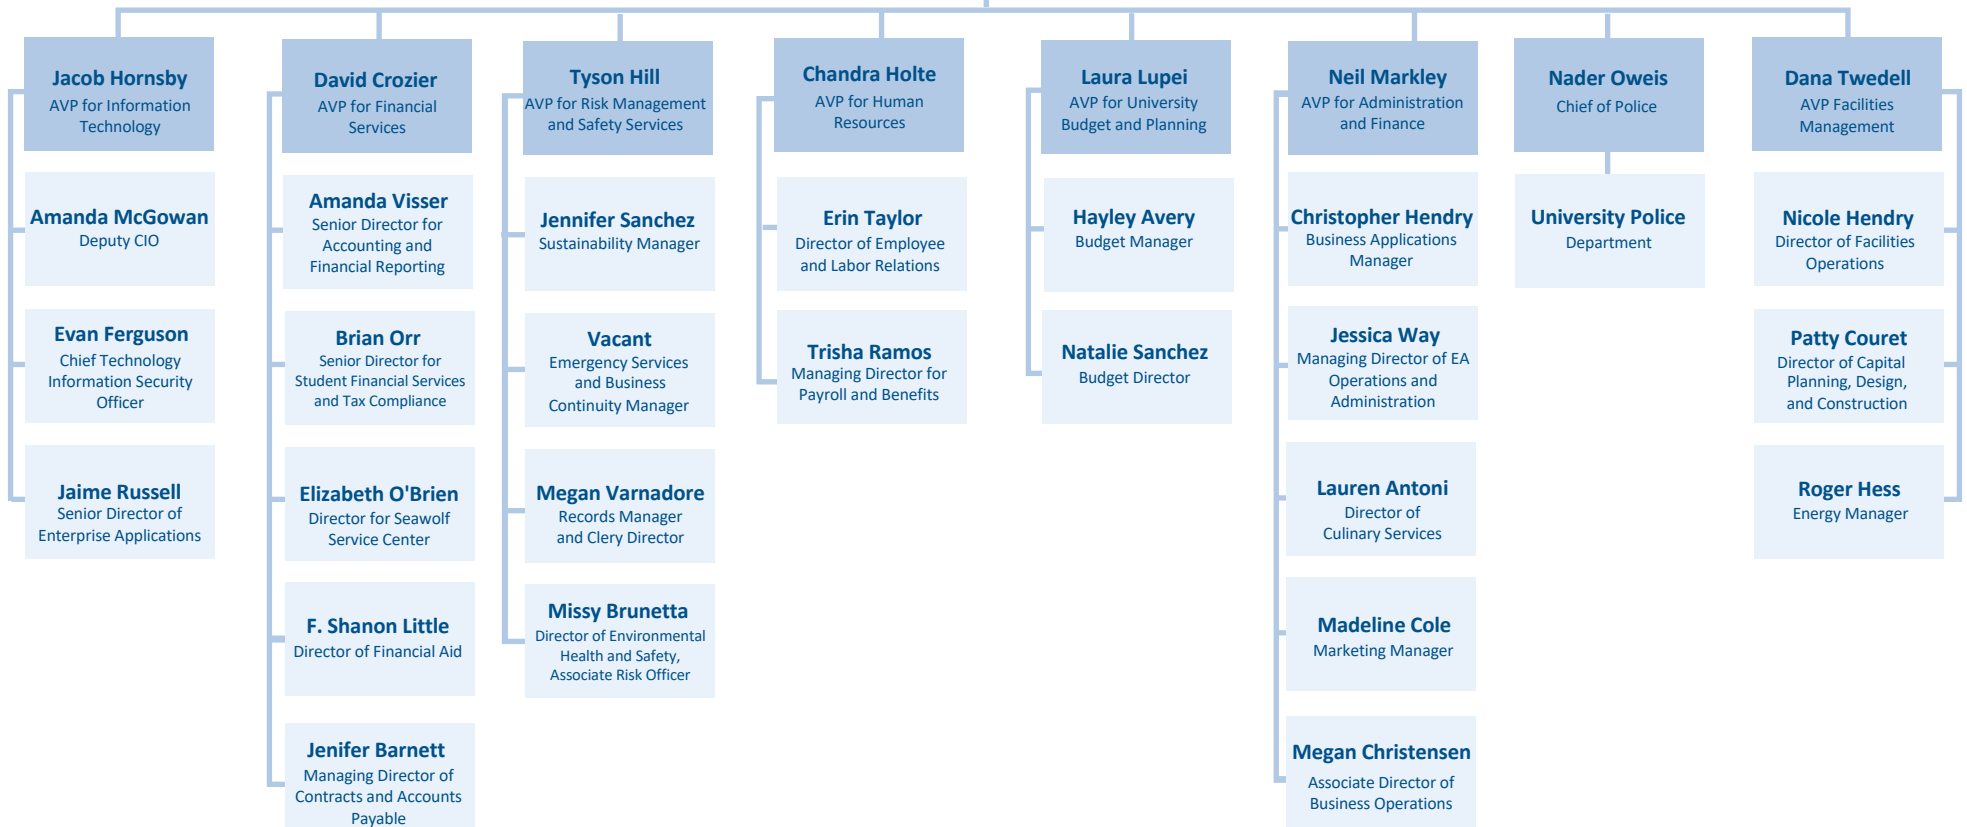 Jacob Hornsby
AVP for Information
Technology
Amanda McGowan
Deputy CIO
Evan Ferguson
Chief Technology
Information Security
Officer
Jaime Russell
Senior Director of
Enterprise Applications
David Crozier
AVP for Financial
Services
Amanda Visser
Senior Director for
Accounting and
Financial Reporting
Brian Orr
Senior Director for
Student Financial Services
and Tax Compliance
Elizabeth O'Brien
Director for Seawolf
Service Center
F. Shanon Little
Director of Financial Aid
Jenifer Barnett
Managing Director of
Contracts and Accounts
Payable
Tyson Hill
AVP for Risk Management
and Safety Services
Jennifer Sanchez
Sustainability Manager
Vacant
Emergency Services
and Business
Continuity Manager
Megan Varnadore
Records Manager
and Clery Director
Missy Brunetta
Director of Environmental
Health and Safety,
Associate Risk Officer
Chandra Holte
AVP for Human
Resources
Erin Taylor
Director of Employee
and Labor Relations
Trisha Ramos
Managing Director for
Payroll and Benefits
Laura Lupei
AVP for University
Budget and Planning
Hayley Avery
Budget Manager
Natalie Sanchez
Budget Director
Neil Markley
AVP for Administration
and Finance
Christopher Hendry
Business Applications
Manager
Jessica Way
Managing Director of EA
Operations and
Administration
Lauren Antoni
Director of
Culinary Services
Madeline Cole
Marketing Manager
Megan Christensen
Associate Director of
Business Operations
Nader Oweis
Chief of Police
University Police
Department
Dana Twedell
AVP Facilities
Management
Nicole Hendry
Director of Facilities
Operations
Patty Couret
Director of Capital
Planning, Design,
and Construction
Roger Hess
Energy Manager